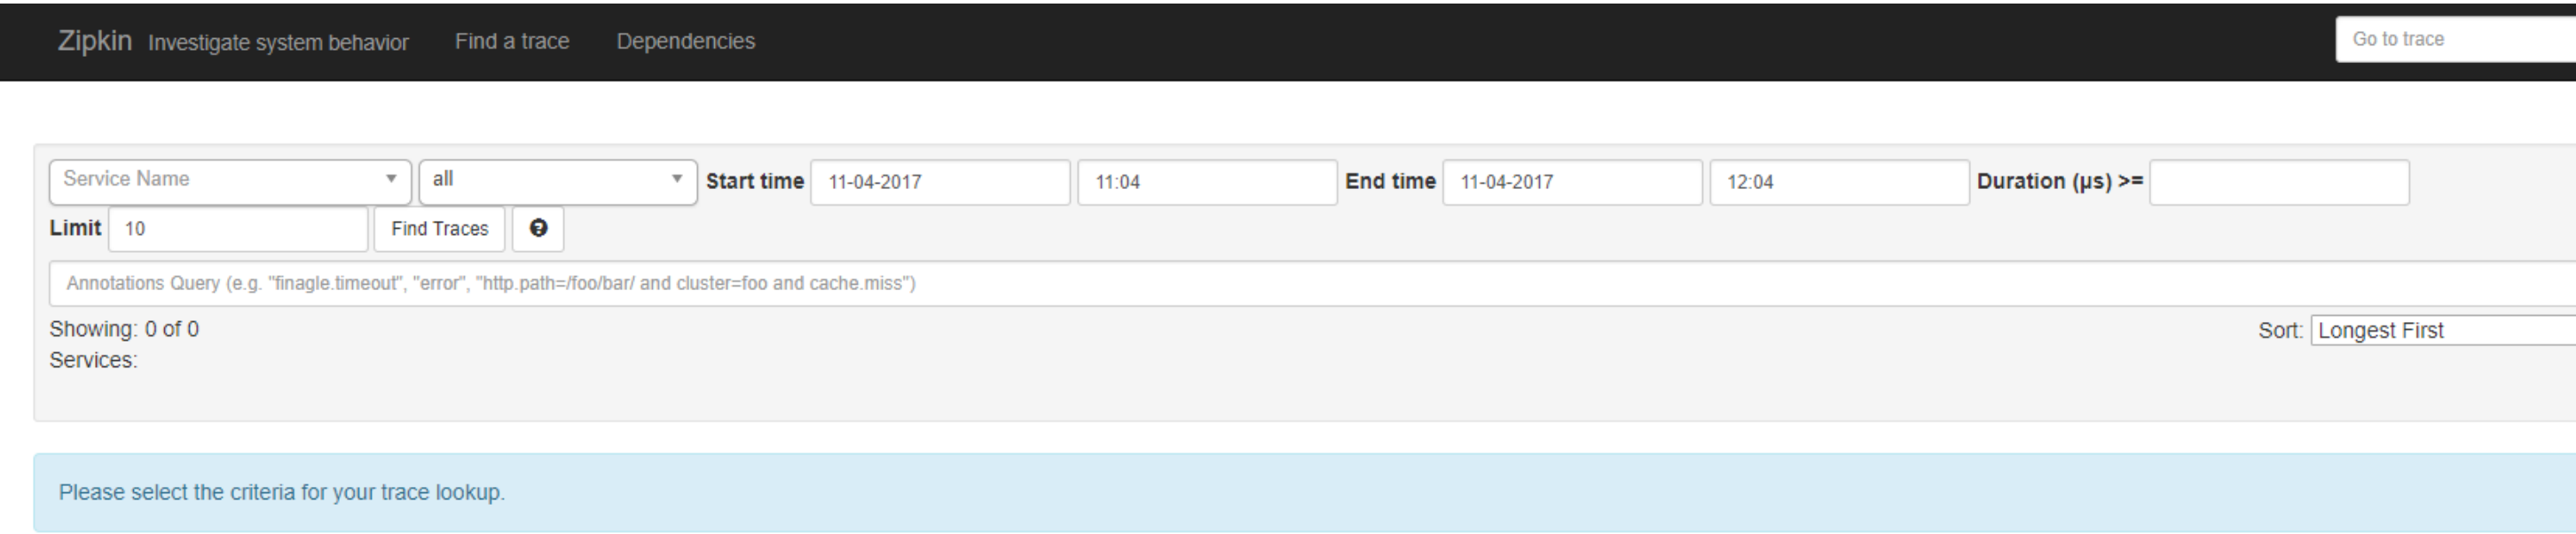 Zipkin Investigate system behavior Find a trace Dependencies Go to trace
Service Name all Start time 11-04-2017 11:04 End time 11-04-2017 12:04 Duration (μs) >=
Limit 10 Find Traces
Annotations Query (e.g. "finagle.timeout", "error", "http.path=/foo/bar/ and cluster=foo and cache.miss")
Showing: 0 of 0 Sort: Longest First
Services:
Please select the criteria for your trace lookup.